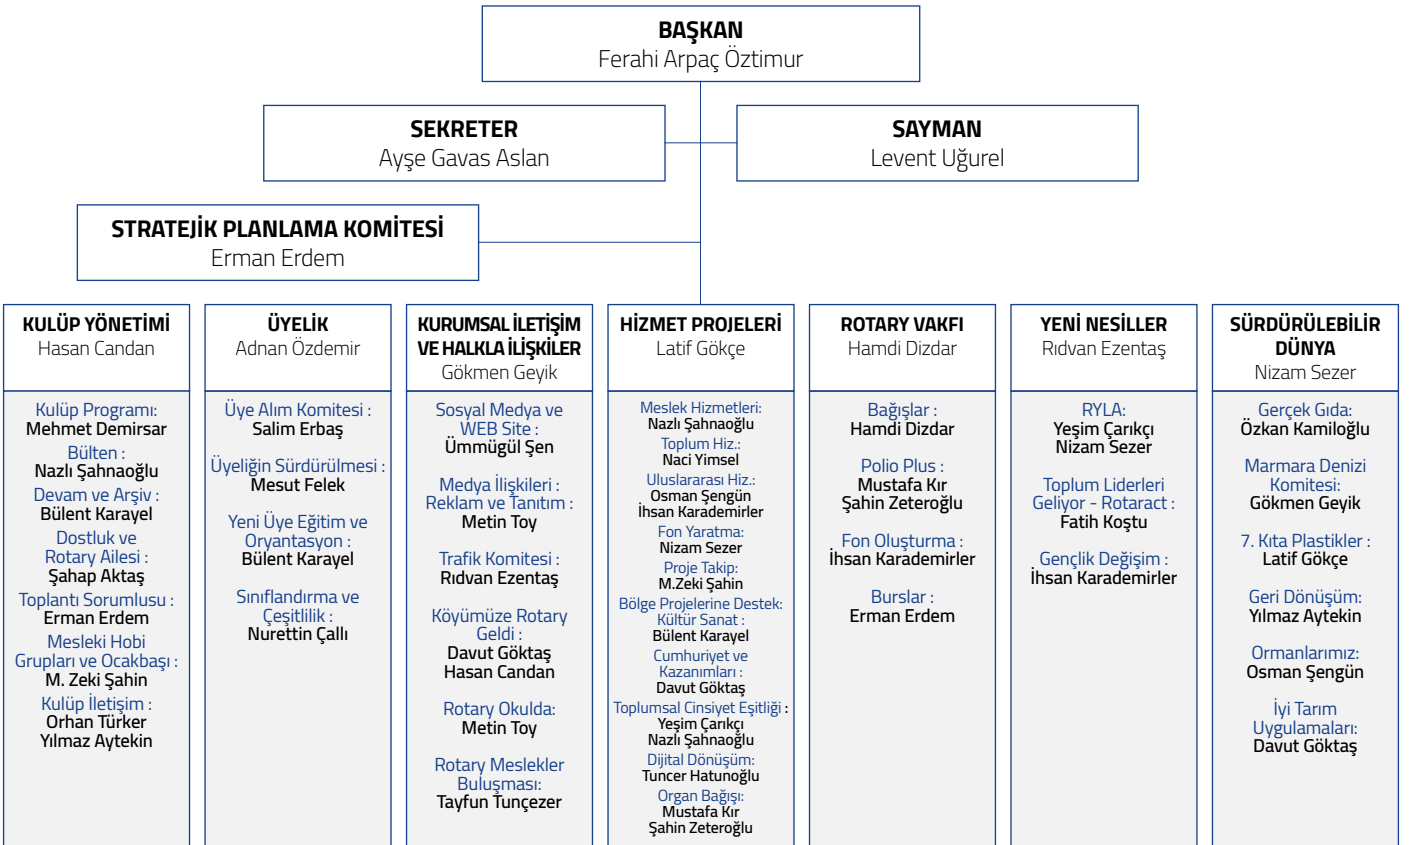 BAŞKAN
Ferahi Arpaç Öztimur
SEKRETER
Ayşe Gavas Aslan
SAYMAN
Levent Uğurel
STRATEJİK PLANLAMA KOMİTESİ
Erman Erdem
KULÜP YÖNETİMİ
Hasan Candan
Kulüp Programı:
Mehmet Demirsar
Bülten :
Nazlı Şahnaoğlu
Devam ve Arşiv :
Bülent Karayel
Dostluk ve
Rotary Ailesi :
Şahap Aktaş
Toplantı Sorumlusu :
Erman Erdem
Mesleki Hobi
Grupları ve Ocakbaşı :
M. Zeki Şahin
Kulüp İletişim :
Orhan Türker
Yılmaz Aytekin
ÜYELİK
Adnan Özdemir
Üye Alım Komitesi :
Salim Erbaş
Üyeliğin Sürdürülmesi :
Mesut Felek
Yeni Üye Eğitim ve
Oryantasyon :
Bülent Karayel
Sınıflandırma ve
Çeşitlilik :
Nurettin Çallı
KURUMSAL İLETİŞİM
VE HALKLA İLİŞKİLER
Gökmen Geyik
Sosyal Medya ve
WEB Site :
Ümmügül Şen
Medya İlişkileri :
Reklam ve Tanıtım :
Metin Toy
Trafik Komitesi :
Rıdvan Ezentaş
Köyümüze Rotary
Geldi :
Davut Göktaş
Hasan Candan
Rotary Okulda:
Metin Toy
Rotary Meslekler
Buluşması:
Tayfun Tunçezer
HİZMET PROJELERİ
Latif Gökçe
Meslek Hizmetleri:
Nazlı Şahnaoğlu
Toplum Hiz.:
Naci Yimsel
Uluslararası Hiz.:
Osman Şengün
İhsan Karademirler
Fon Yaratma:
Nizam Sezer
Proje Takip:
M.Zeki Şahin
Bölge Projelerine Destek:
Kültür Sanat :
Bülent Karayel
Cumhuriyet ve
Kazanımları :
Davut Göktaş
Toplumsal Cinsiyet Eşitliği :
Yeşim Çarıkçı
Nazlı Şahnaoğlu
Dijital Dönüşüm:
Tuncer Hatunoğlu
Organ Bağışı:
Mustafa Kır
Şahin Zeteroğlu
ROTARY VAKFI
Hamdi Dizdar
Bağışlar :
Hamdi Dizdar
Polio Plus :
Mustafa Kır
Şahin Zeteroğlu
Fon Oluşturma :
İhsan Karademirler
Burslar :
Erman Erdem
YENİ NESİLLER
Rıdvan Ezentaş
RYLA:
Yeşim Çarıkçı
Nizam Sezer
Toplum Liderleri
Geliyor - Rotaract :
Fatih Koştu
Gençlik Değişim :
İhsan Karademirler
SÜRDÜRÜLEBİLİR
DÜNYA
Nizam Sezer
Gerçek Gıda:
Özkan Kamiloğlu
Marmara Denizi
Komitesi:
Gökmen Geyik
7. Kıta Plastikler :
Latif Gökçe
Geri Dönüşüm:
Yılmaz Aytekin
Ormanlarımız:
Osman Şengün
İyi Tarım
Uygulamaları:
Davut Göktaş